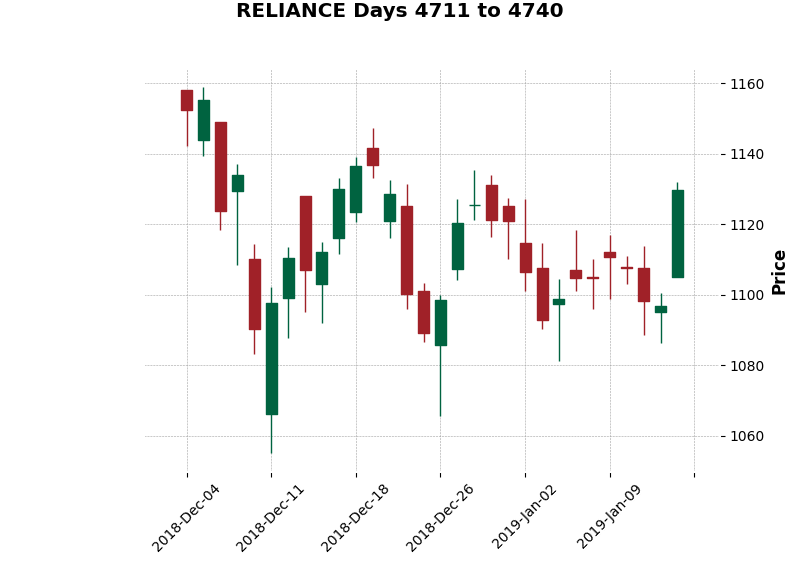 RELIANCE Days 4711 to 4740
1160
1140
1120
1100
1080
1060
Price
2018-Dec-04
2018-Dec-11
2018-Dec-18
2018-Dec-26
2019-Jan-02
2019-Jan-09